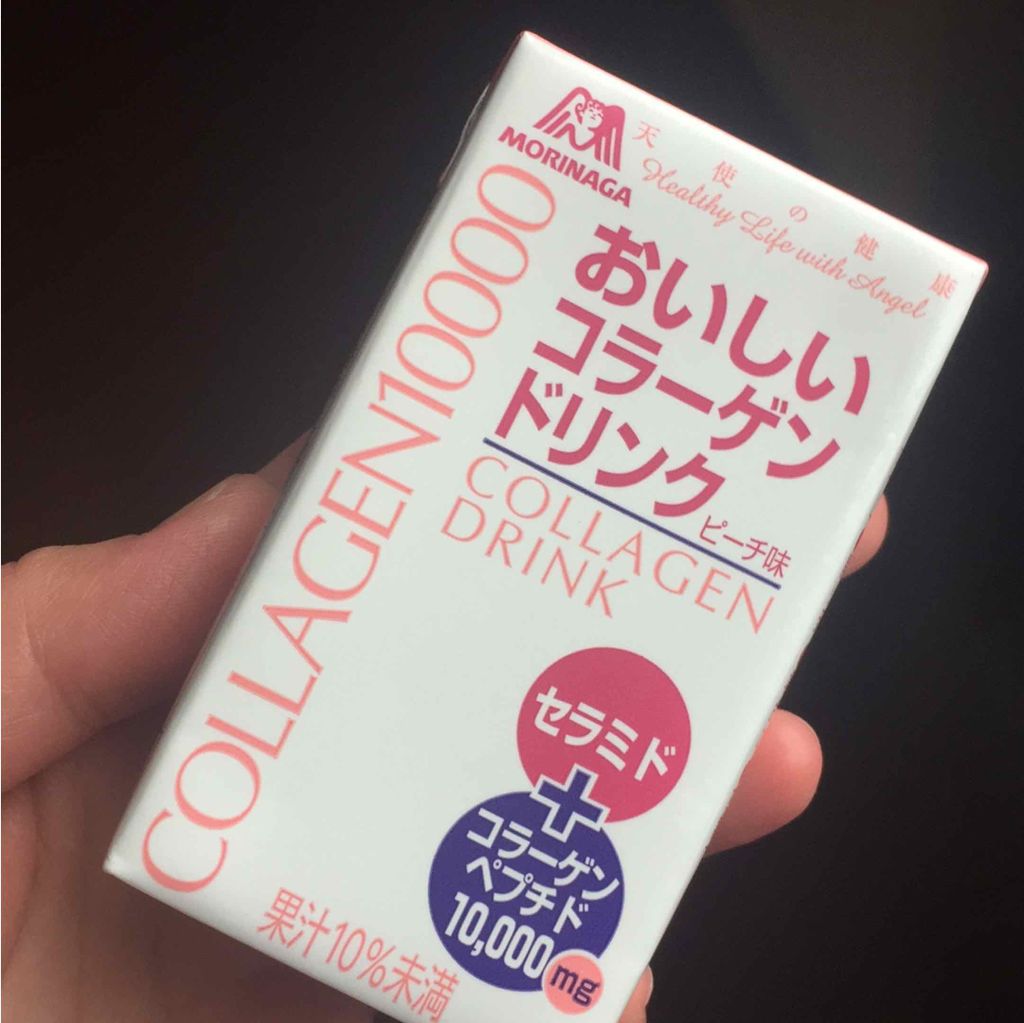 MORINAGA
天使の健康
Healthy Life with Angel
COLLAGEN10000
おいしい
コラーゲン
ドリンク
ピーチ味
COLLAGEN
DRINK
セラミド
+
コラーゲン
ペプチド
10,000mg
果汁10%未満